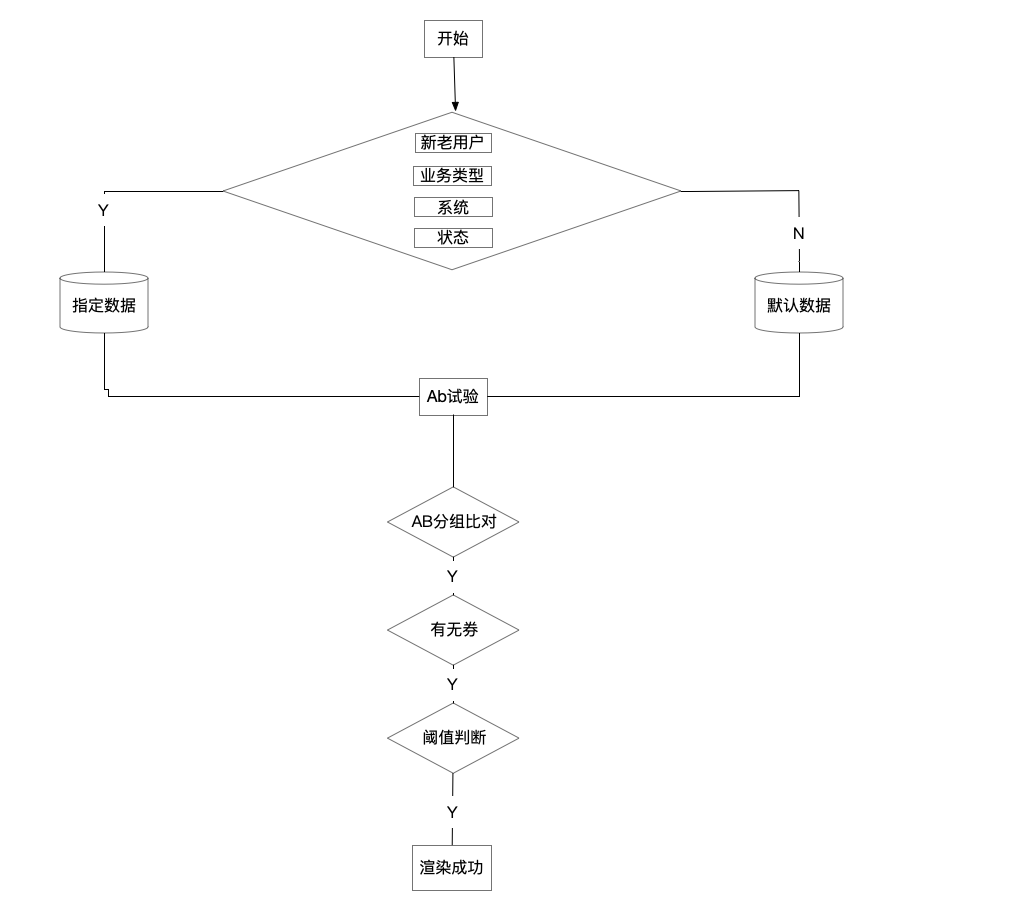 开始
新老用户
业务类型
系统
状态
Y
N
指定数据
默认数据
Ab试验
AB分组比对
Y
有无券
Y
阈值判断
Y
渲染成功